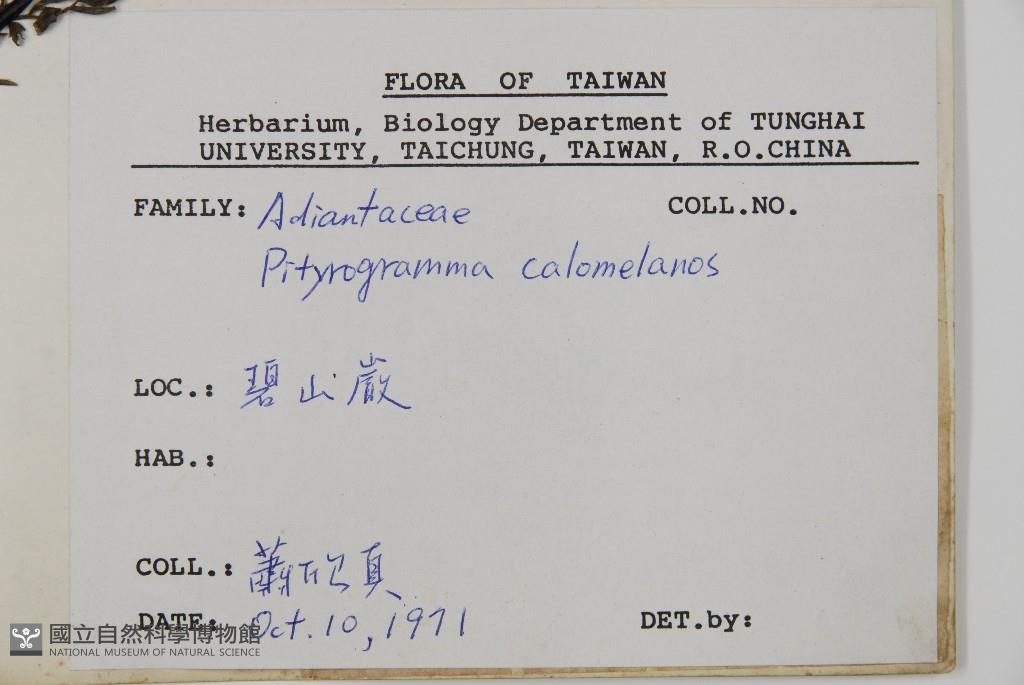 FLORA OF TAIWAN
Herbarium, Biology Department of TUNGHAI
UNIVERSITY, TAICHUNG, TAIWAN, R.O.CHINA
FAMILY: Adiantaceae COLL.NO.
Pityrogramma calomelanos
LOC.: 碧山巖
HAB.:
COLL.: 蕭 貞
DATE: Oct. 10, 1971 DET.by:
國立自然科學博物館
NATIONAL MUSEUM OF NATURAL SCIENCE